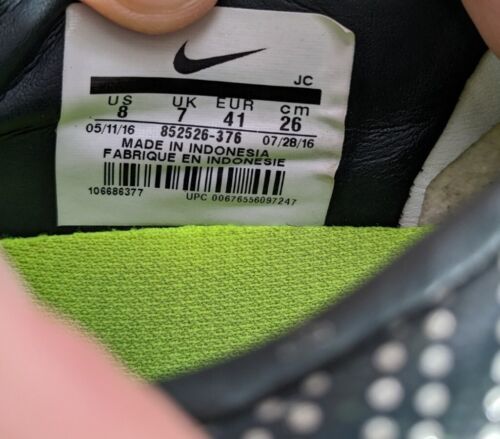 JC
US UK EUR cm
8 7 41 26
05/11/16 852526-376 07/28/16
MADE IN INDONESIA
FABRIQUE EN INDONESIE
106686377
UPC 00676556097247